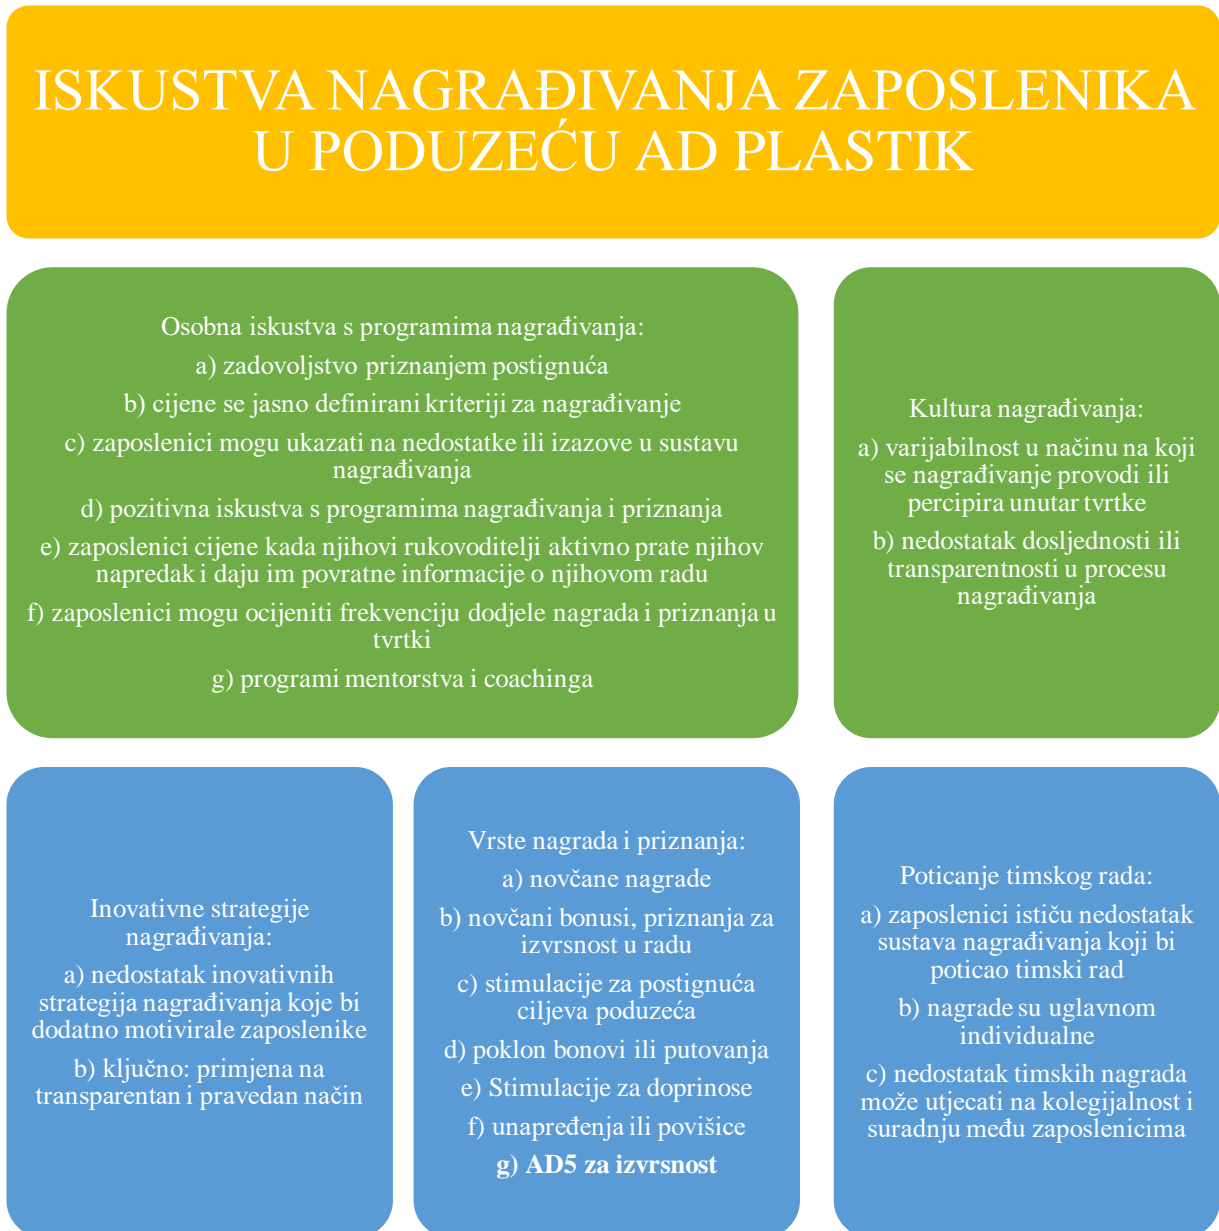 ISKUSTVA NAGRAĐIVANJA ZAPOSLENIKA
U PODUZEĆU AD PLASTIK
Osobna iskustva s programima nagrađivanja:
a) zadovoljstvo priznanjem postignuća
b) cijene se jasno definirani kriteriji za nagrađivanje
c) zaposlenici mogu ukazati na nedostatke ili izazove u sustavu
nagrađivanja
d) pozitivna iskustva s programima nagrađivanja i priznanja
e) zaposlenici cijene kada njihovi rukovoditelji aktivno prate njihov
napredak i daju im povratne informacije o njihovom radu
f) zaposlenici mogu ocijeniti frekvenciju dodjele nagrada i priznanja u
tvrtki
g) programi mentorstva i coachinga
Kultura nagrađivanja:
a) varijabilnost u načinu na koji
se nagrađivanje provodi ili
percipira unutar tvrtke
b) nedostatak dosljednosti ili
transparentnosti u procesu
nagrađivanja
Inovativne strategije
nagrađivanja:
a) nedostatak inovativnih
strategija nagrađivanja koje bi
dodatno motivirale zaposlenike
b) ključno: primjena na
transparentan i pravedan način
Vrste nagrada i priznanja:
a) novčane nagrade
b) novčani bonusi, priznanja za
izvrsnost u radu
c) stimulacije za postignuća
ciljeva poduzeća
d) poklon bonovi ili putovanja
e) Stimulacije za doprinose
f) unapređenja ili povišice
g) AD5 za izvrsnost
Poticanje timskog rada:
a) zaposlenici ističu nedostatak
sustava nagrađivanja koji bi
poticao timski rad
b) nagrade su uglavnom
individualne
c) nedostatak timskih nagrada
može utjecati na kolegijalnost i
suradnju među zaposlenicima